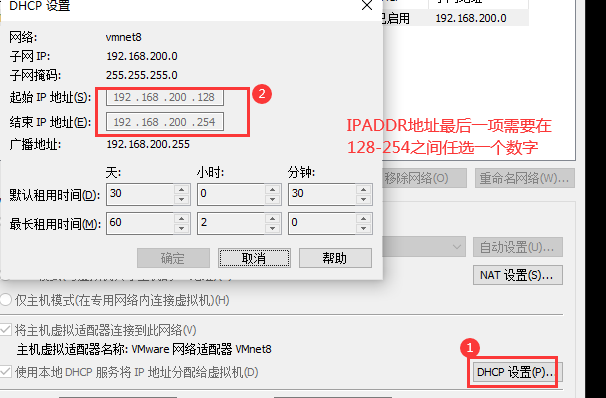 DHCP 设置
网络: vmnet8
子网 IP: 192.168.200.0
子网掩码: 255.255.255.0
起始 IP 地址(S): 192 .168 .200 .128
结束 IP 地址(E): 192 .168 .200 .254
广播地址: 192.168.200.255
2
天: 小时: 分钟:
默认租用时间(D): 30 0 30
最长租用时间(M): 60 2 0
确定 取消 帮助
已启用 192.168.200.0
子网地址
IPADDR地址最后一项需要在
128-254之间任选一个数字
移除网络(O) 重命名网络(W)...
自动设置(U)...
NAT 设置(S)...
仅主机模式(在专用网络内连接虚拟机)(H)
将主机虚拟适配器连接到此网络(V)
主机虚拟适配器名称: VMware 网络适配器 VMnet8
1
使用本地 DHCP 服务将 IP 地址分配给虚拟机(D)
DHCP 设置(P)...